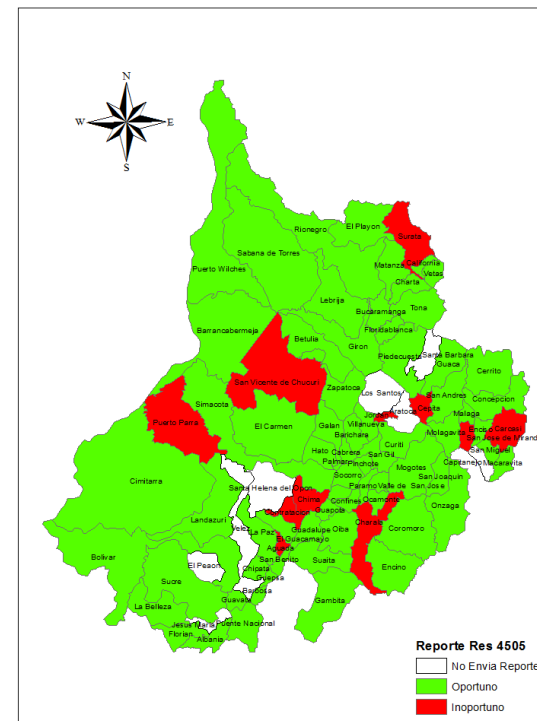 N
W
E
S
El Playon
Surata
Rionegro
Sabana de Torres
Matanza
California
Puerto Wilches
Vetas
Charta
Lebrija
Bucaramanga
Tona
Barrancabermeja
Floridablanca
Betulia
Giron
Piedecuesta
Santa Barbara
Guaca
Cerrito
San Vicente de Chucuri
Zapatoca
Los Santos
San Andres
Concepcion
Simacota
Jordan
Aratoca
Cepita
Malaga
Puerto Parra
El Carmen
Galan
Villanueva
Barichara
Molagavita
Enciso
Carcasi
San Jose de Mirand
Hato
Cabrera
Curiti
San Miguel
Palmar
Pinchote
San Gil
Capitanejo
Macaravita
Cimitarra
Socorro
Mogotes
San Joaquin
Santa Helena del Opon
Chima
Confines
Paramo
Valle de San Jose
Ocamonte
Onzaga
Contratacion
Guapota
Landazuri
Velez
La Paz
Guadalupe
Oiba
Charala
Coromoro
El Guacamayo
Aguada
Bolivar
El Peaon
San Benito
Suaita
Encino
Chipata
Sucre
Guepsa
Barbosa
Guavata
Gambita
La Belleza
Jesus Maria
Puente Nacional
Florian
Albania
Reporte Res 4505
No Envia Reporte
Oportuno
Inoportuno